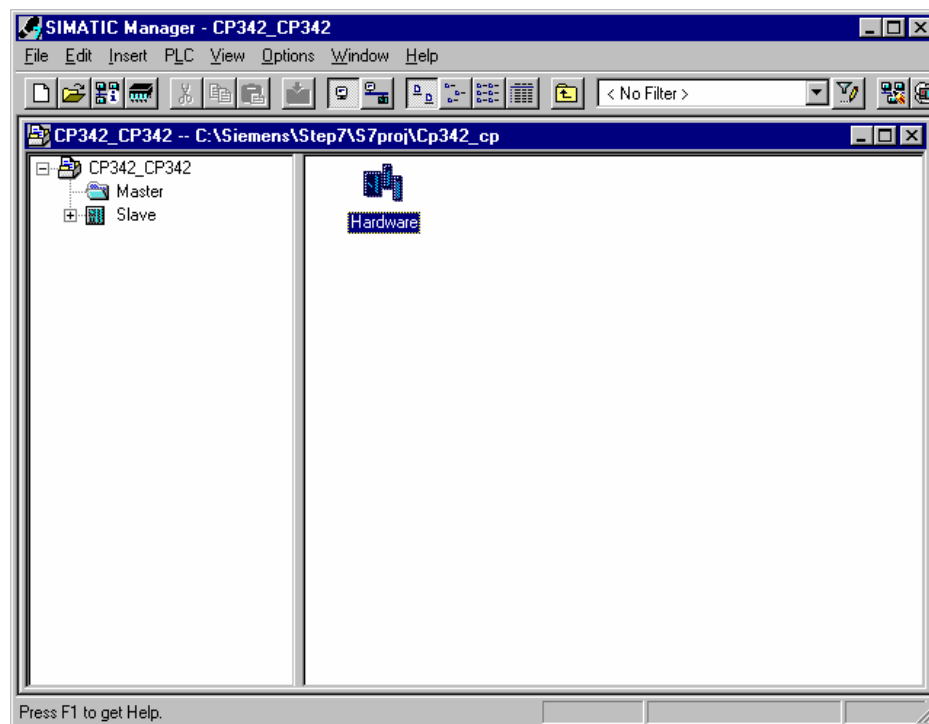 SIMATIC Manager - CP342_CP342
File Edit Insert PLC View Options Window Help
< No Filter >
CP342_CP342 -- C:\Siemens\Step7\S7proj\Cp342_cp
CP342_CP342
Master
Slave
Hardware
Press F1 to get Help.